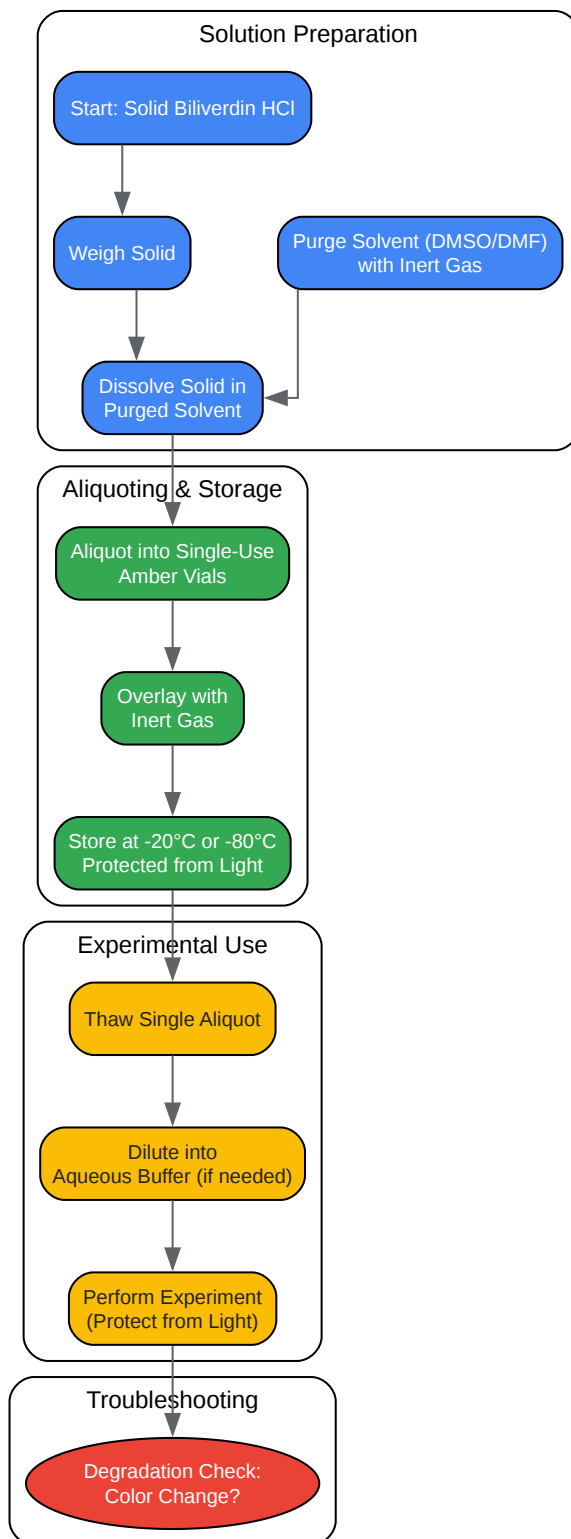 Solution Preparation
Start: Solid Biliverdin HCl
Weigh Solid
Purge Solvent (DMSO/DMF)
with Inert Gas
Dissolve Solid in
Purged Solvent
Aliquoting & Storage
Aliquot into Single-Use
Amber Vials
Overlay with
Inert Gas
Store at -20°C or -80°C
Protected from Light
Experimental Use
Thaw Single Aliquot
Dilute into
Aqueous Buffer (if needed)
Perform Experiment
(Protect from Light)
Troubleshooting
Degradation Check:
Color Change?